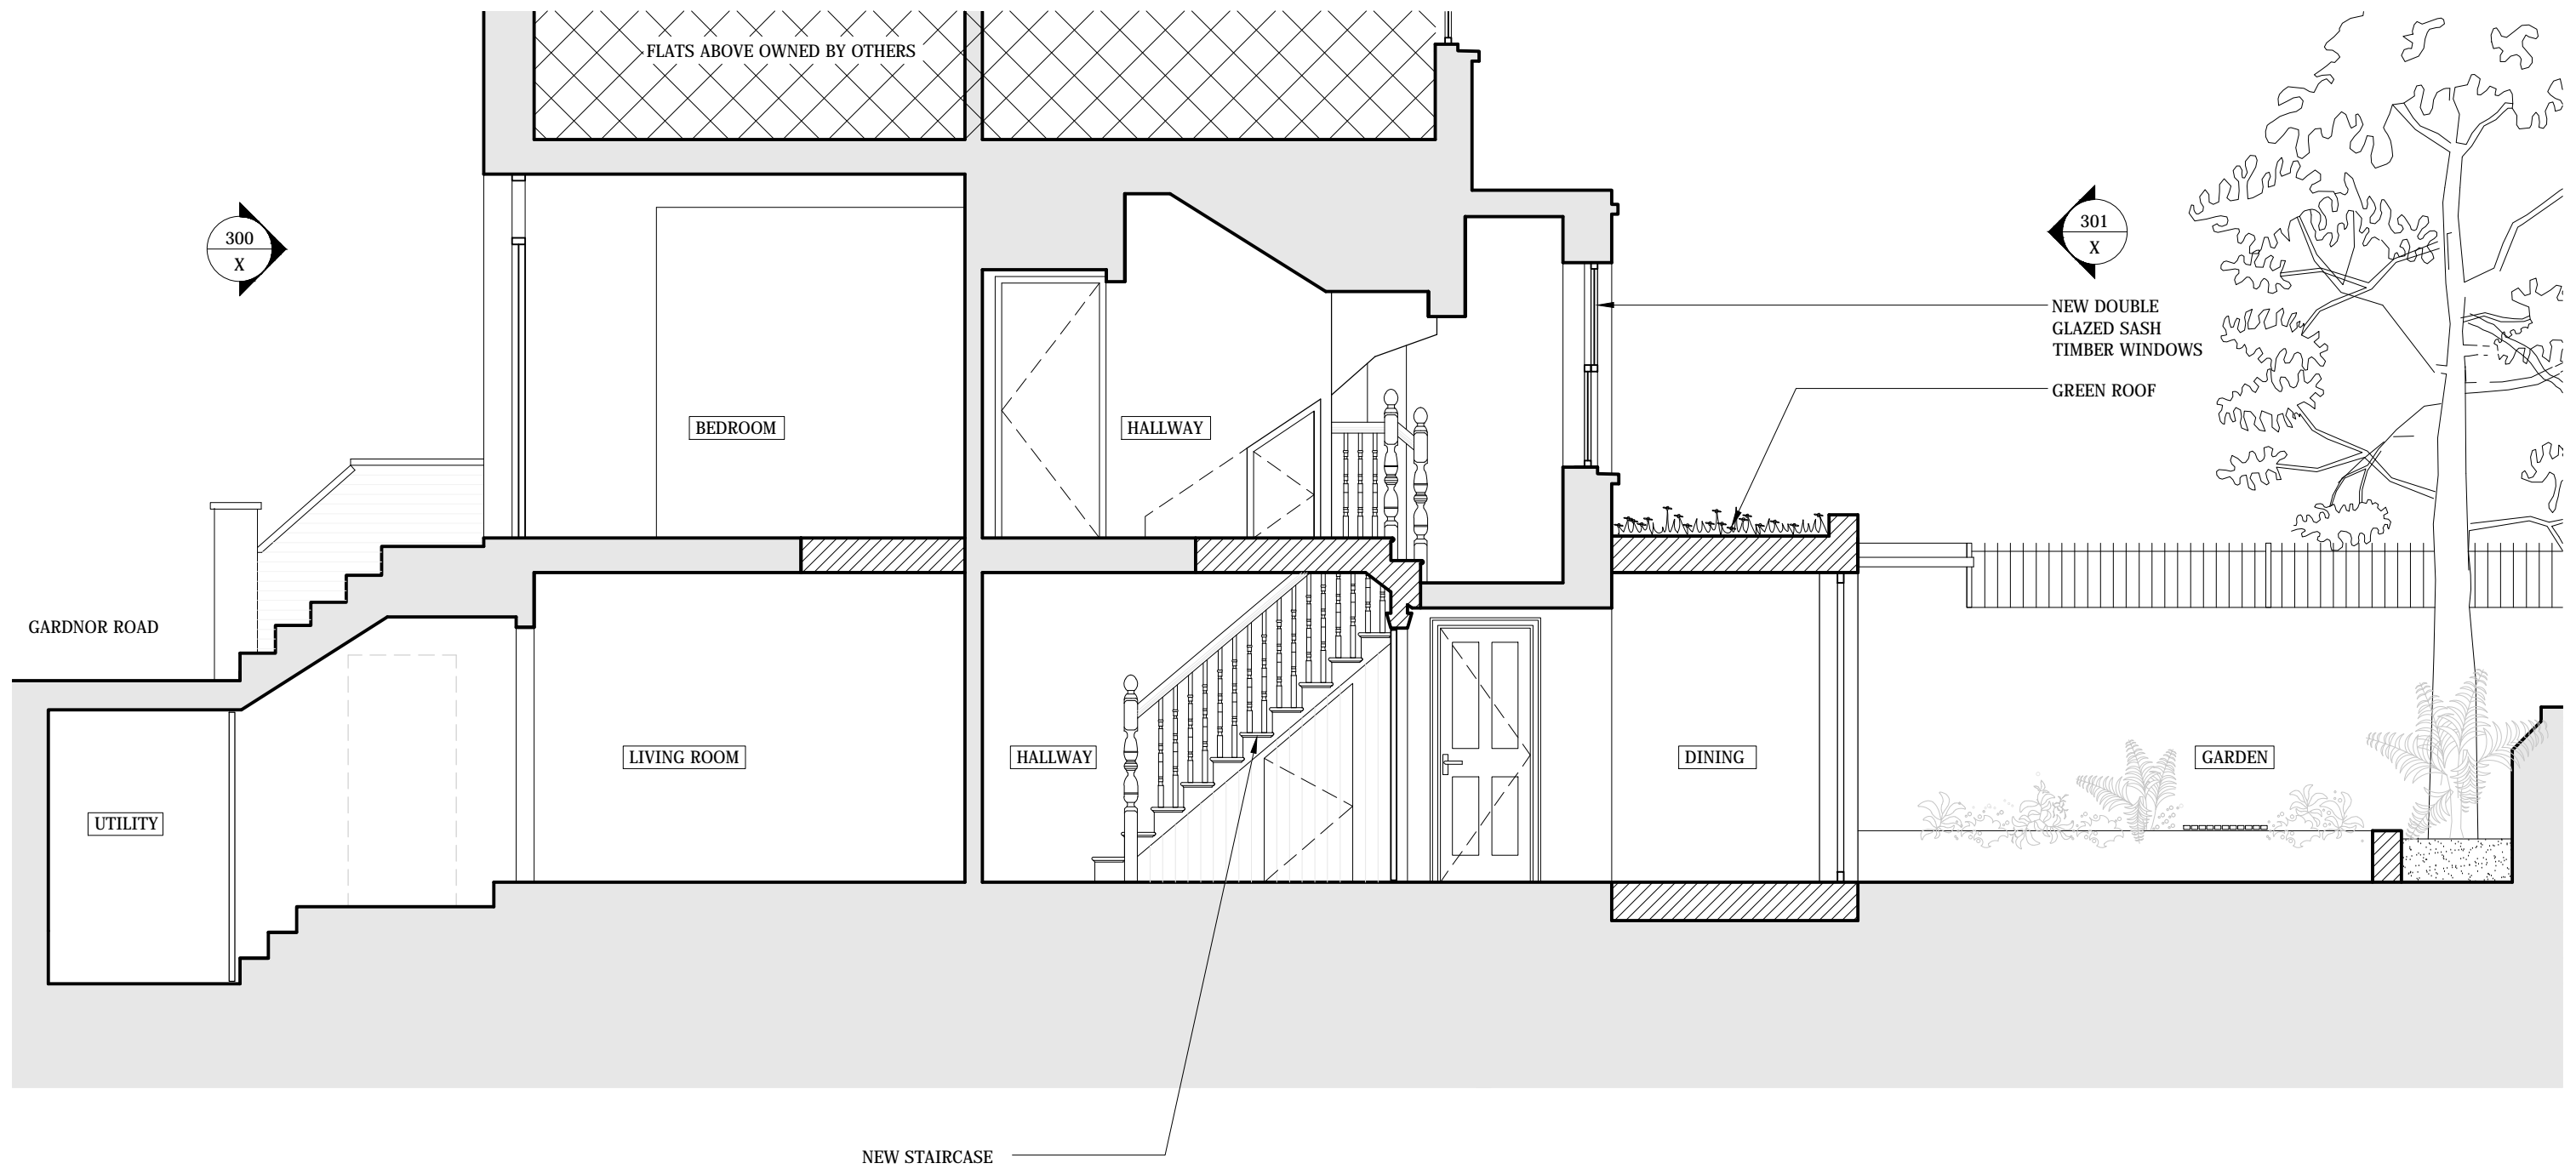 FLATS ABOVE OWNED BY OTHERS
300
X
301
X
NEW DOUBLE
GLAZED SASH
TIMBER WINDOWS
GREEN ROOF
BEDROOM
HALLWAY
GARDNOR ROAD
LIVING ROOM
HALLWAY
DINING
GARDEN
UTILITY
NEW STAIRCASE